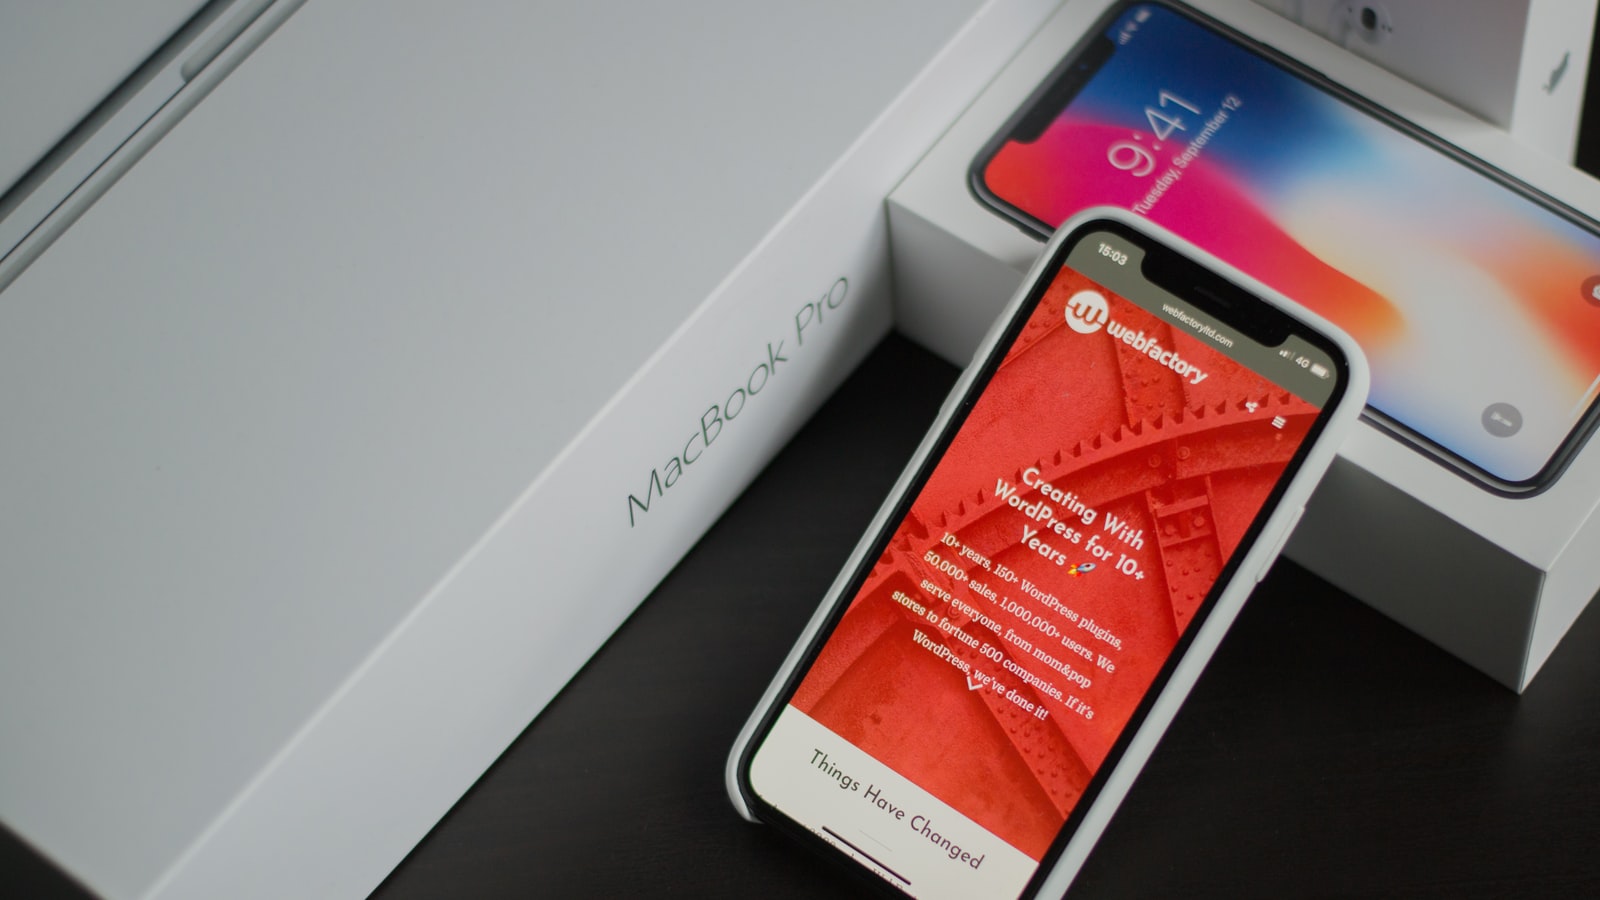 MacBook Pro
9:41
Tuesday, September 12
15:03
webfactoryltd.com
4G
webfactory
Creating With
WordPress for 10+
Years 🚀
10+ years, 150+ WordPress plugins,
50,000+ sales, 1,000,000+ users. We
serve everyone, from mom&pop
stores to fortune 500 companies. If it's
WordPress, we've done it!
Things Have Changed